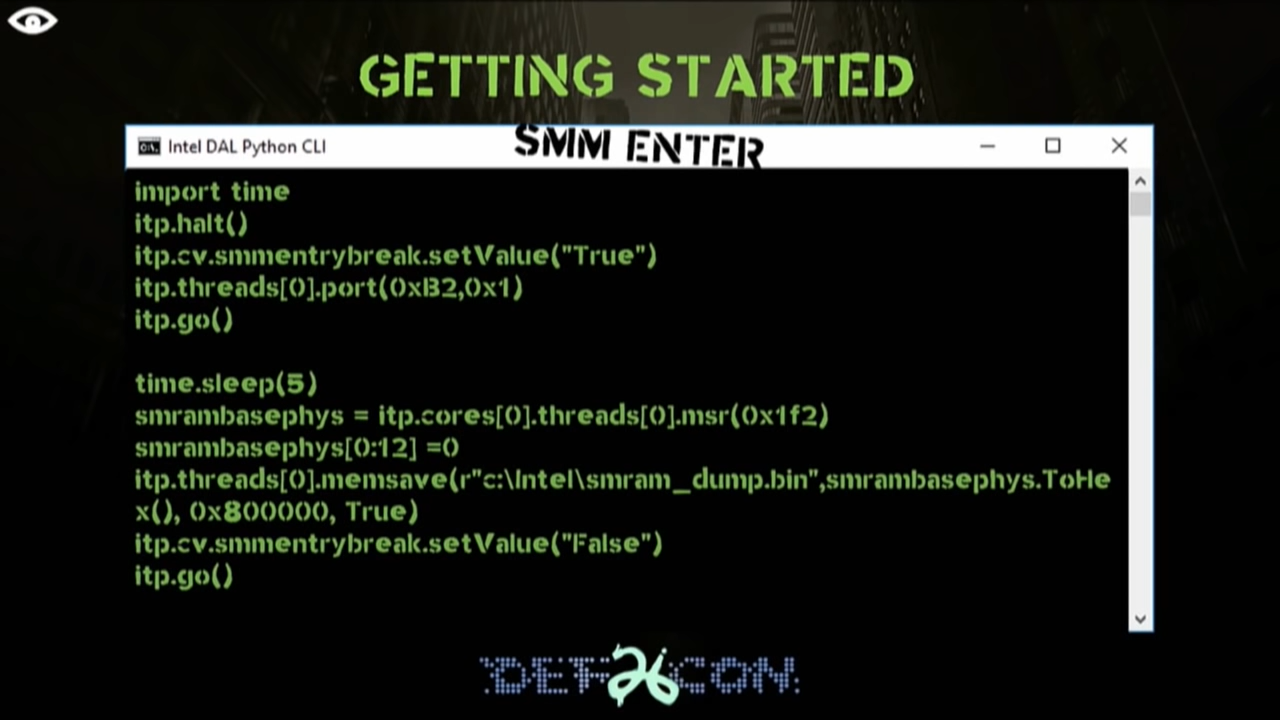 GETTING STARTED
Intel DAL Python CLI
SMM ENTER
import time
itp.halt()
itp.cv.smmentrybreak.setValue("True")
itp.threads[0].port(0xB2,0x1)
itp.go()
time.sleep(5)
smrambasephys = itp.cores[0].threads[0].msr(0x1f2)
smrambasephys[0:12] =0
itp.threads[0].memsave(r"c:\Intel\smram_dump.bin",smrambasephys.ToHe
x(), 0x800000, True)
itp.cv.smmentrybreak.setValue("False")
itp.go()
DEF 26 CON